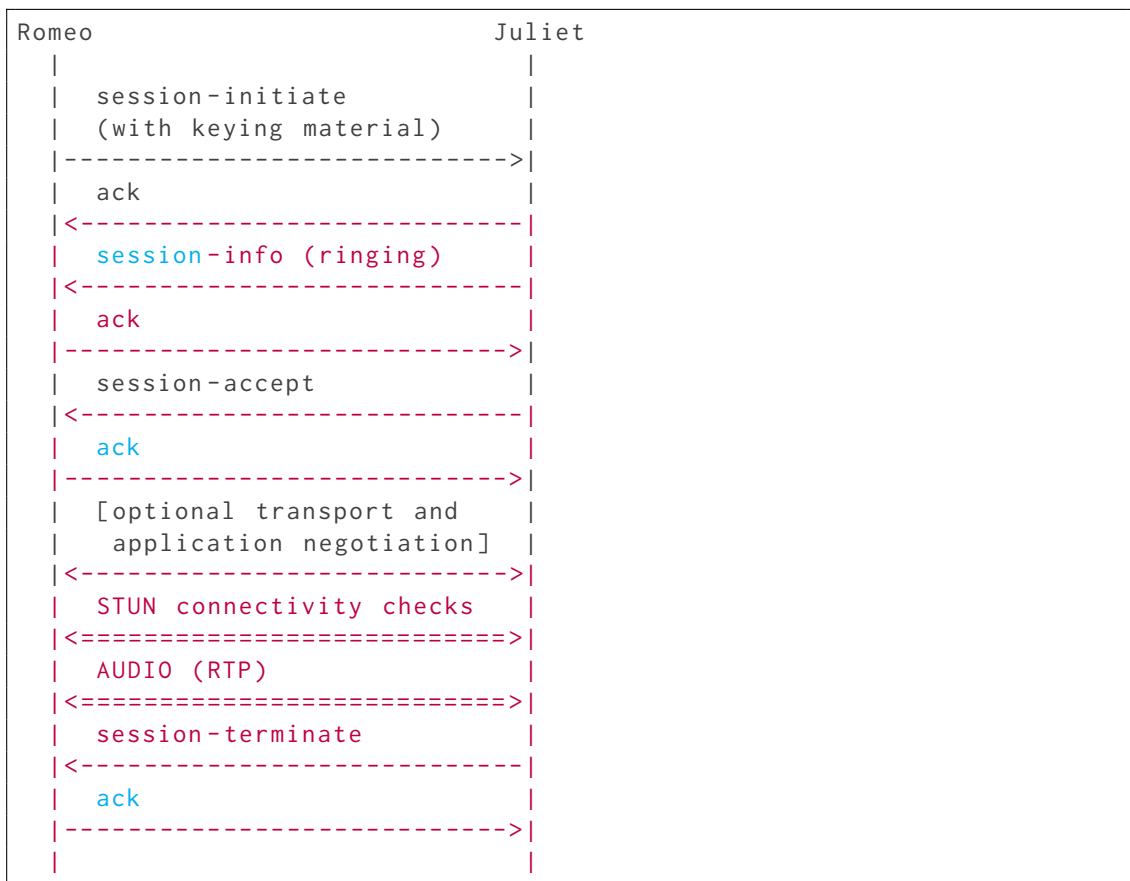 Romeo                         Juliet
  |                             |
  |  session-initiate           |
  |  (with keying material)     |
  |---------------------------->|
  |  ack                        |
  |<----------------------------|
  |  session-info (ringing)     |
  |<----------------------------|
  |  ack                        |
  |---------------------------->|
  |  session-accept             |
  |<----------------------------|
  |  ack                        |
  |---------------------------->|
  |  [optional transport and    |
  |   application negotiation]  |
  |<--------------------------->|
  |  STUN connectivity checks   |
  |<===========================>|
  |  AUDIO (RTP)                |
  |<===========================>|
  |  session-terminate          |
  |<----------------------------|
  |  ack                        |
  |---------------------------->|
  |                             |